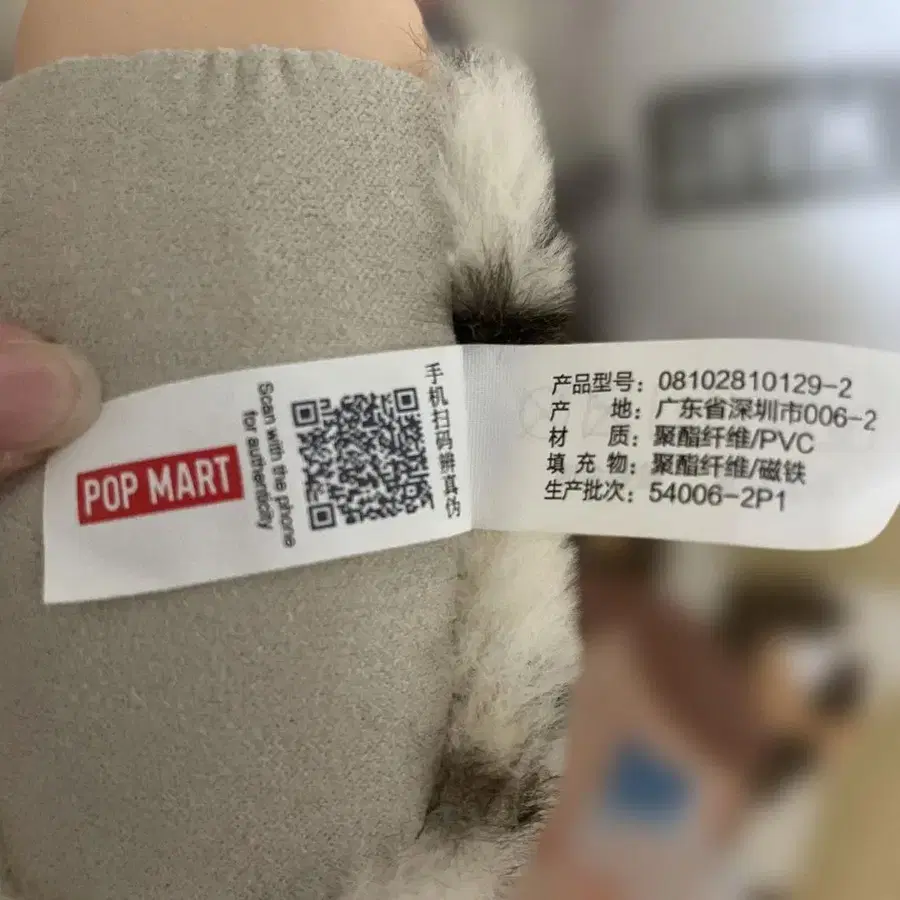 POP MART
Scan with the phone
for authenticity
手机扫码辨真伪
产品型号：08102810129-2
产 地：广东省深圳市006-2
材 质：聚酯纤维/PVC
填 充 物：聚酯纤维/磁铁
生产批次：54006-2P1